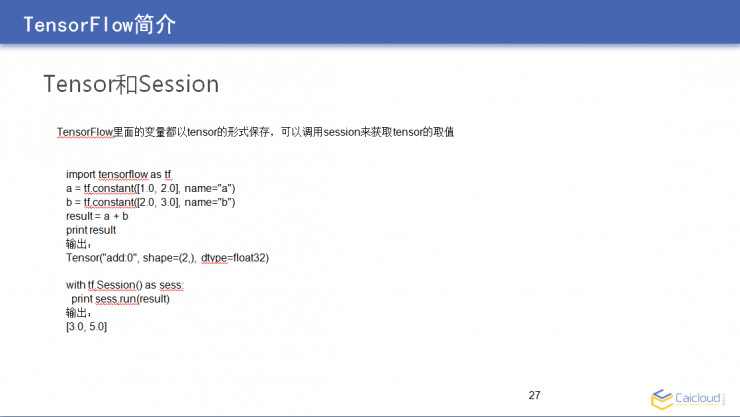 TensorFlow简介
Tensor和Session
TensorFlow里面的变量都以tensor的形式保存，可以调用session来获取tensor的取值
import tensorflow as tf
a = tf.constant([1.0, 2.0], name="a")
b = tf.constant([2.0, 3.0], name="b")
result = a + b
print result
输出：
Tensor("add:0", shape=(2,), dtype=float32)
with tf.Session() as sess:
print sess.run(result)
输出：
[3.0, 5.0]
27
Caicloud